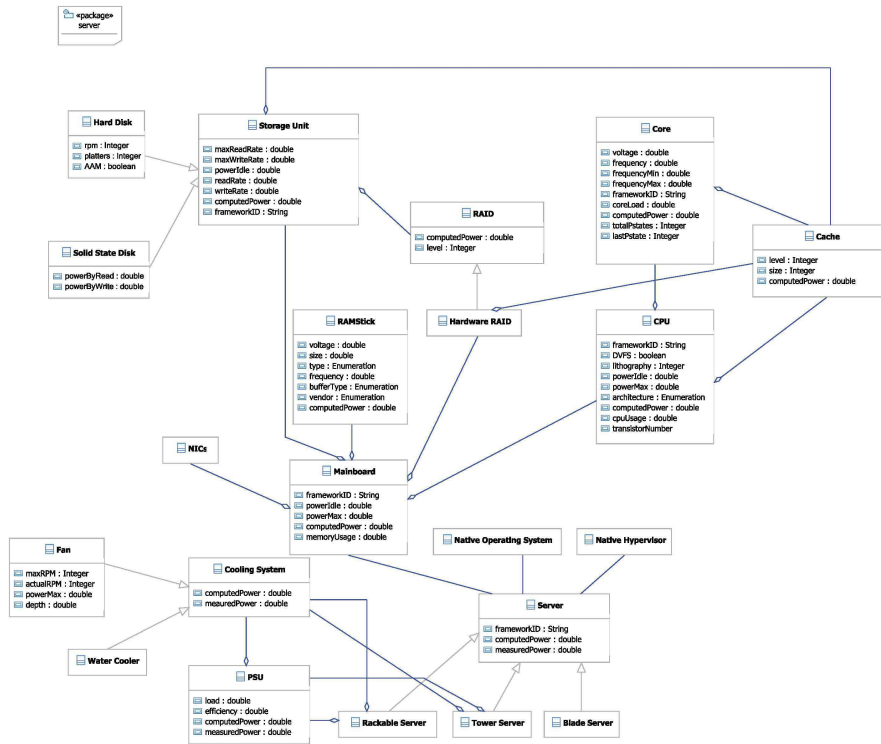 «package»
server
Hard Disk
rpm : Integer
platters : Integer
AAM : boolean
Storage Unit
maxReadRate : double
maxWriteRate : double
powerIdle : double
readRate : double
writeRate : double
computedPower : double
frameworkID : String
Core
voltage : double
frequency : double
frequencyMin : double
frequencyMax : double
frameworkID : String
coreLoad : double
computedPower : double
totalPstates : Integer
lastPstate : Integer
RAID
computedPower : double
level : Integer
Cache
level : Integer
size : Integer
computedPower : double
Solid State Disk
powerByRead : double
powerByWrite : double
RAMStick
voltage : double
size : double
type : Enumeration
frequency : double
bufferType : Enumeration
vendor : Enumeration
computedPower : double
Hardware RAID
CPU
frameworkID : String
DVFS : boolean
lithography : Integer
powerIdle : double
powerMax : double
architecture : Enumeration
computedPower : double
cpuUsage : double
transistorNumber
NICs
Mainboard
frameworkID : String
powerIdle : double
powerMax : double
computedPower : double
memoryUsage : double
Native Operating System
Native Hypervisor
Fan
maxRPM : Integer
actualRPM : Integer
powerMax : double
depth : double
Cooling System
computedPower : double
meauredPower : double
Server
frameworkID : String
computedPower : double
measuredPower : double
Water Cooler
PSU
load : double
efficiency : double
computedPower : double
measuredPower : double
Rackable Server
Tower Server
Blade Server